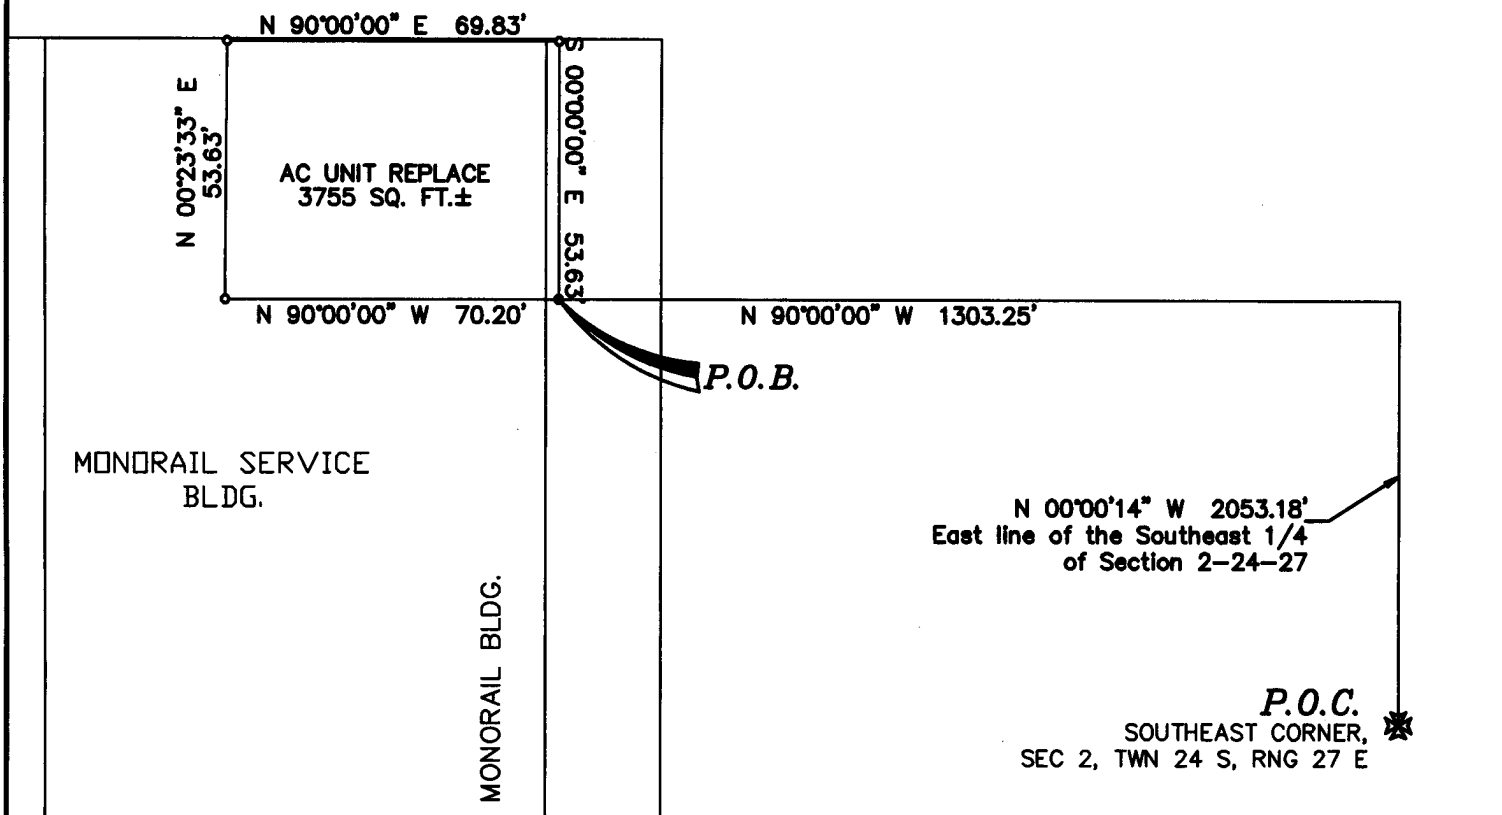 N 90°00'00" E 69.83'
N 00°23'33" E
53.63'
S 00°00'00" E 53.63'
AC UNIT REPLACE
3755 SQ. FT.±
N 90°00'00" W 70.20'
N 90°00'00" W 1303.25'
P.O.B.
MONORAIL SERVICE
BLDG.
MONORAIL BLDG.
N 00°00'14" W 2053.18'
East line of the Southeast 1/4
of Section 2-24-27
P.O.C.
SOUTHEAST CORNER,
SEC 2, TWN 24 S, RNG 27 E